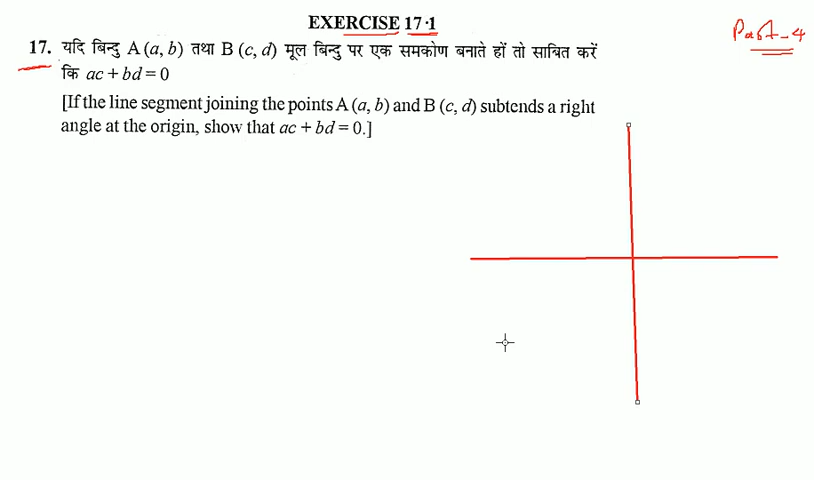 EXERCISE 17·1
Part-4
17. यदि बिन्दु A (a, b) तथा B (c, d) मूल बिन्दु पर एक समकोण बनाते हों तो साबित करें
कि ac + bd = 0
[If the line segment joining the points A (a, b) and B (c, d) subtends a right
angle at the origin, show that ac + bd = 0.]